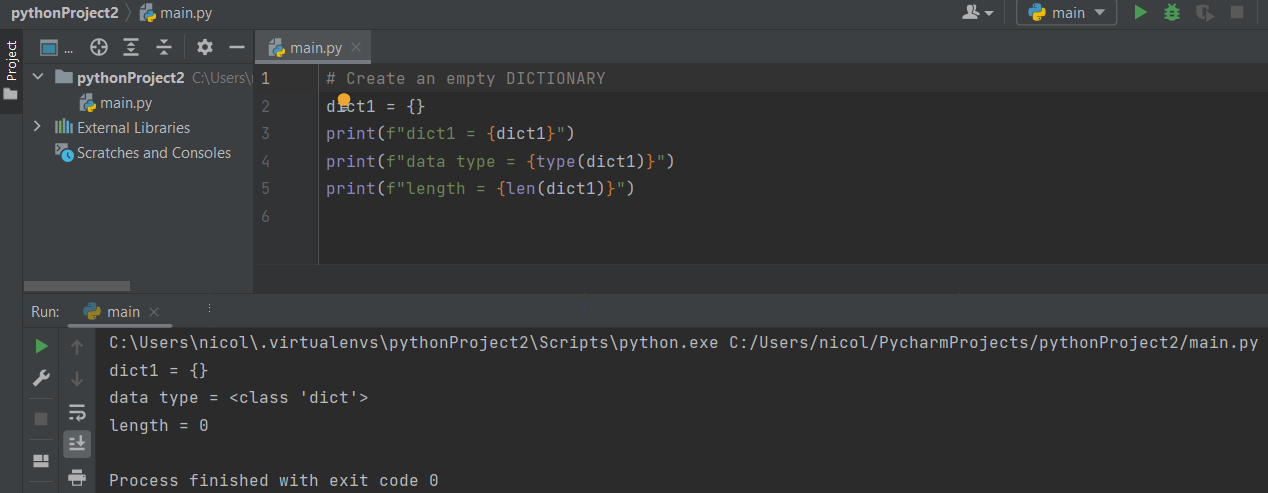 pythonProject2 main.py
main
Project
...
main.py
pythonProject2 C:\Users\
main.py
External Libraries
Scratches and Consoles
1 # Create an empty DICTIONARY
2 dict1 = {}
3 print(f"dict1 = {dict1}")
4 print(f"data type = {type(dict1)}")
5 print(f"length = {len(dict1)}")
6
Run: main
C:\Users\nicol\.virtualenvs\pythonProject2\Scripts\python.exe C:/Users/nicol/PycharmProjects/pythonProject2/main.py
dict1 = {}
data type = <class 'dict'>
length = 0
Process finished with exit code 0